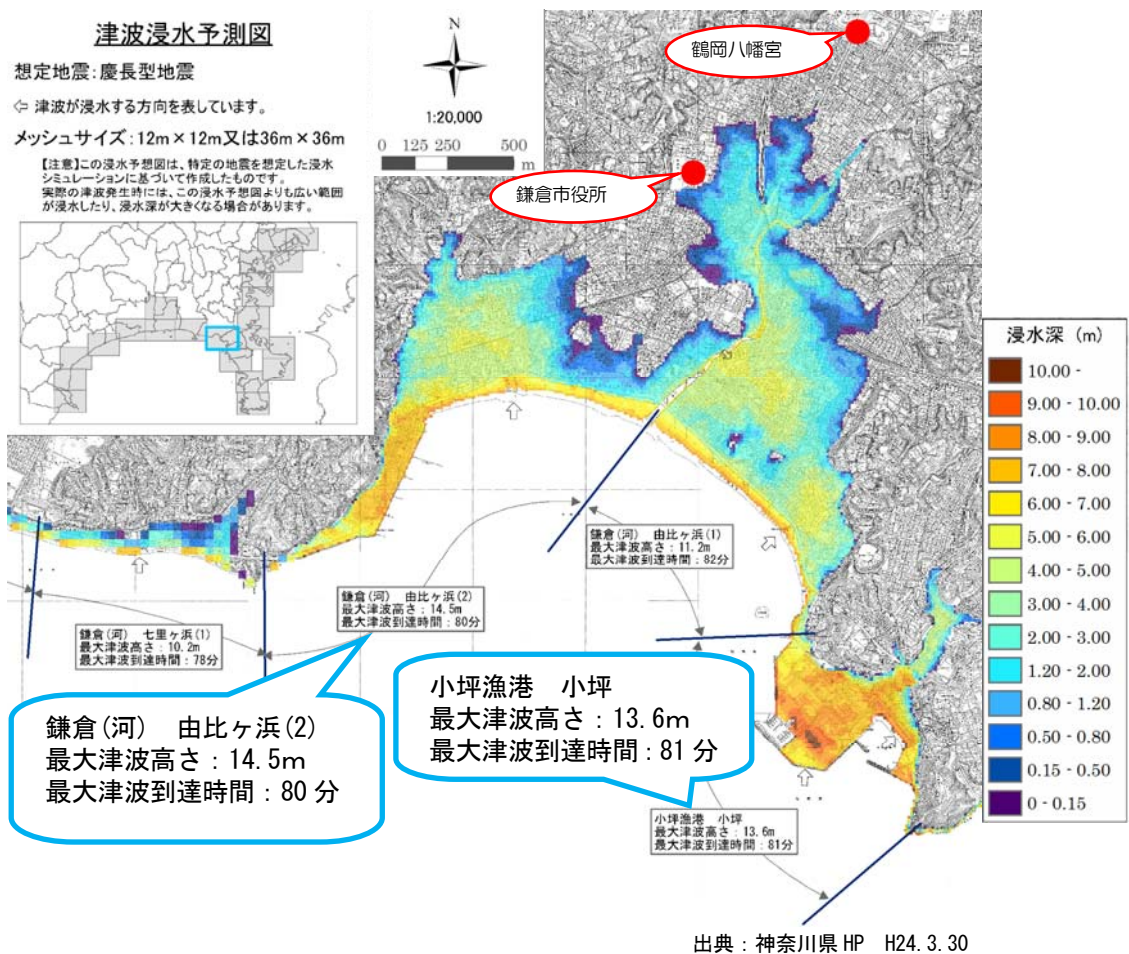 津波浸水予測図
想定地震：慶長型地震
⇦ 津波が浸水する方向を表しています。
メッシュサイズ：12m×12m又は36m×36m
【注意】この浸水予想図は、特定の地震を想定した浸水
シミュレーションに基づいて作成したものです。
実際の津波発生時には、この浸水予想図よりも広い範囲
が浸水したり、浸水深が大きくなる場合があります。
N
1:20,000
0 125 250 500
m
鶴岡八幡宮
鎌倉市役所
浸水深 (m)
10.00 -
9.00 - 10.00
8.00 - 9.00
7.00 - 8.00
6.00 - 7.00
5.00 - 6.00
4.00 - 5.00
3.00 - 4.00
2.00 - 3.00
1.20 - 2.00
0.80 - 1.20
0.50 - 0.80
0.15 - 0.50
0 - 0.15
鎌倉(河) 由比ヶ浜(1)
最大津波高さ：11.2m
最大津波到達時間：82分
鎌倉(河) 由比ヶ浜(2)
最大津波高さ：14.5m
最大津波到達時間：80分
鎌倉(河) 七里ヶ浜(1)
最大津波高さ：10.2m
最大津波到達時間：78分
鎌倉(河) 由比ヶ浜(2)
最大津波高さ：14.5m
最大津波到達時間：80分
小坪漁港 小坪
最大津波高さ：13.6m
最大津波到達時間：81分
小坪漁港 小坪
最大津波高さ：13.6m
最大津波到達時間：81分
出典：神奈川県HP H24.3.30